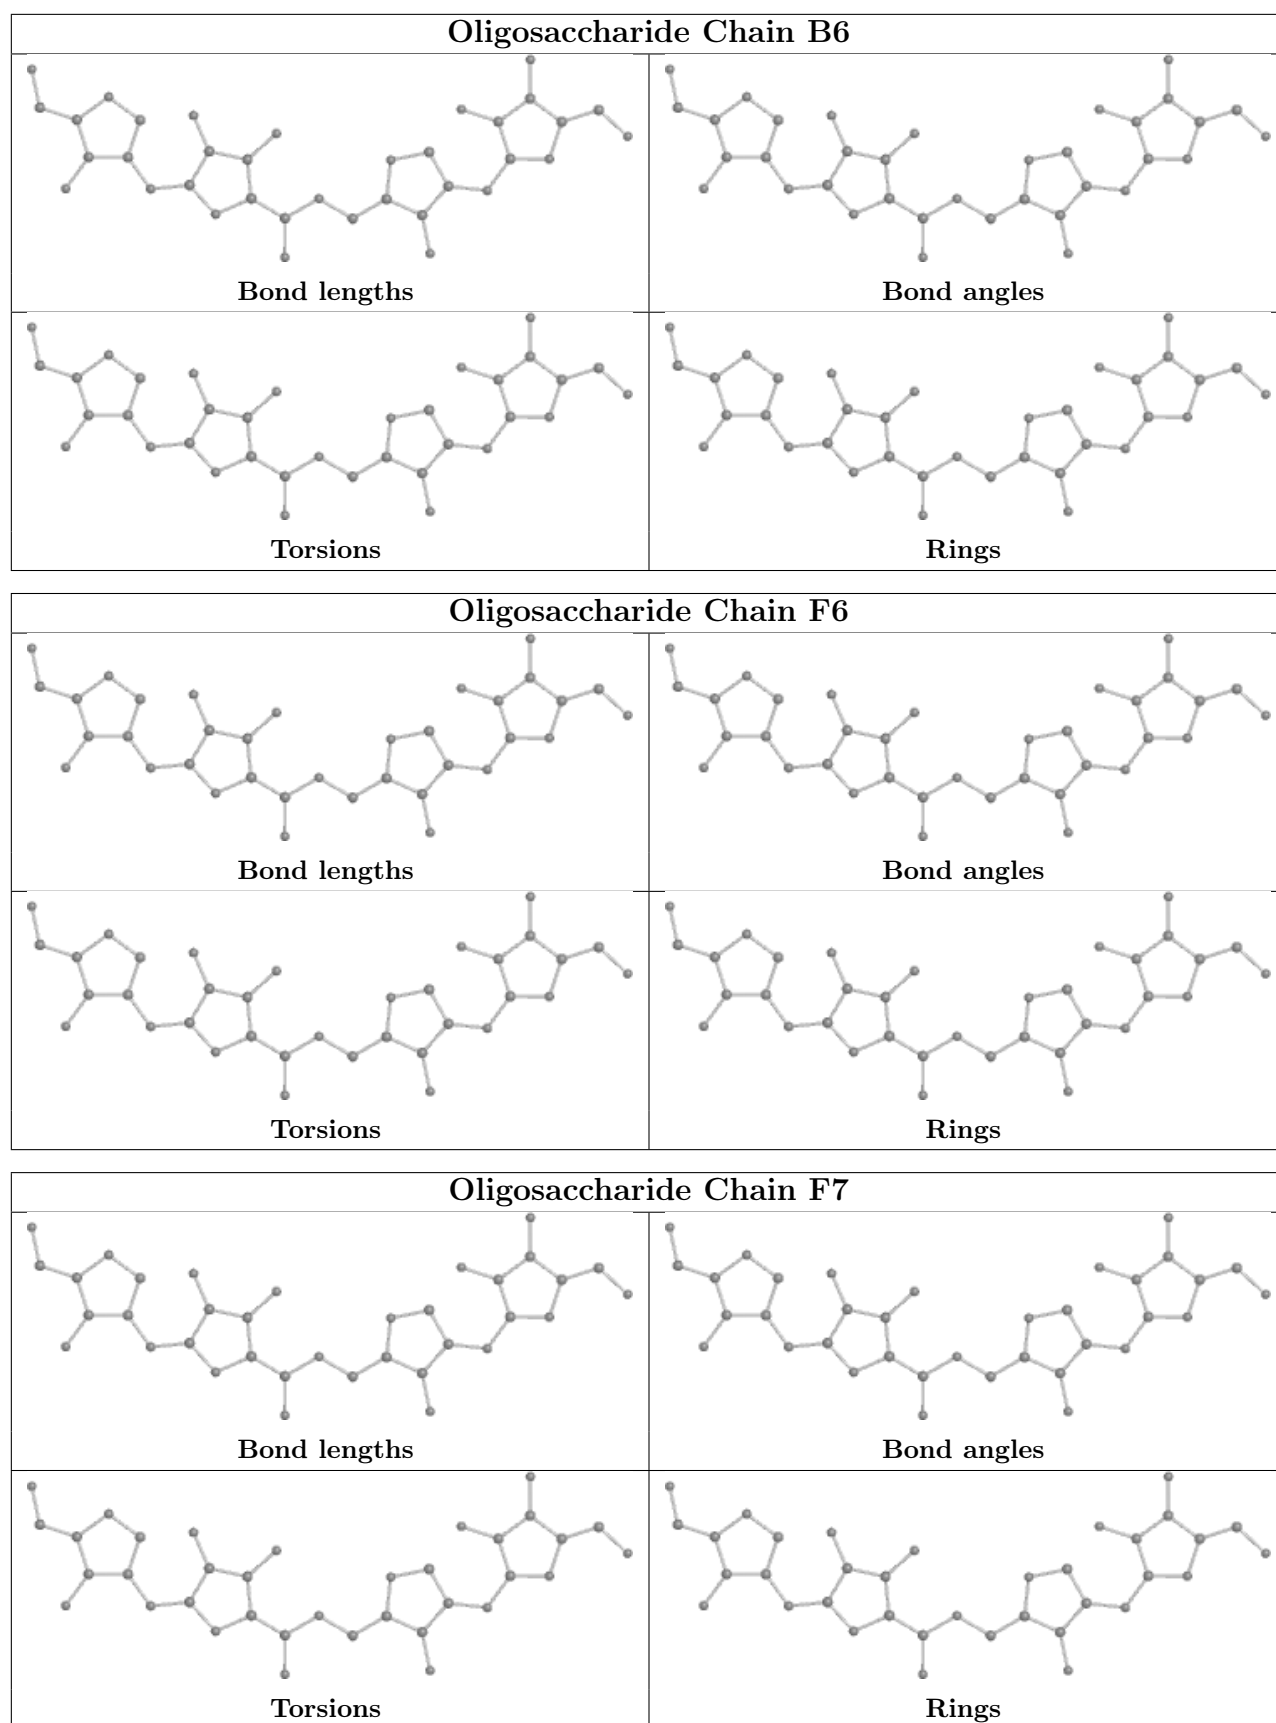 Oligosaccharide Chain B6
Bond lengths
Bond angles
Torsions
Rings
Oligosaccharide Chain F6
Bond lengths
Bond angles
Torsions
Rings
Oligosaccharide Chain F7
Bond lengths
Bond angles
Torsions
Rings